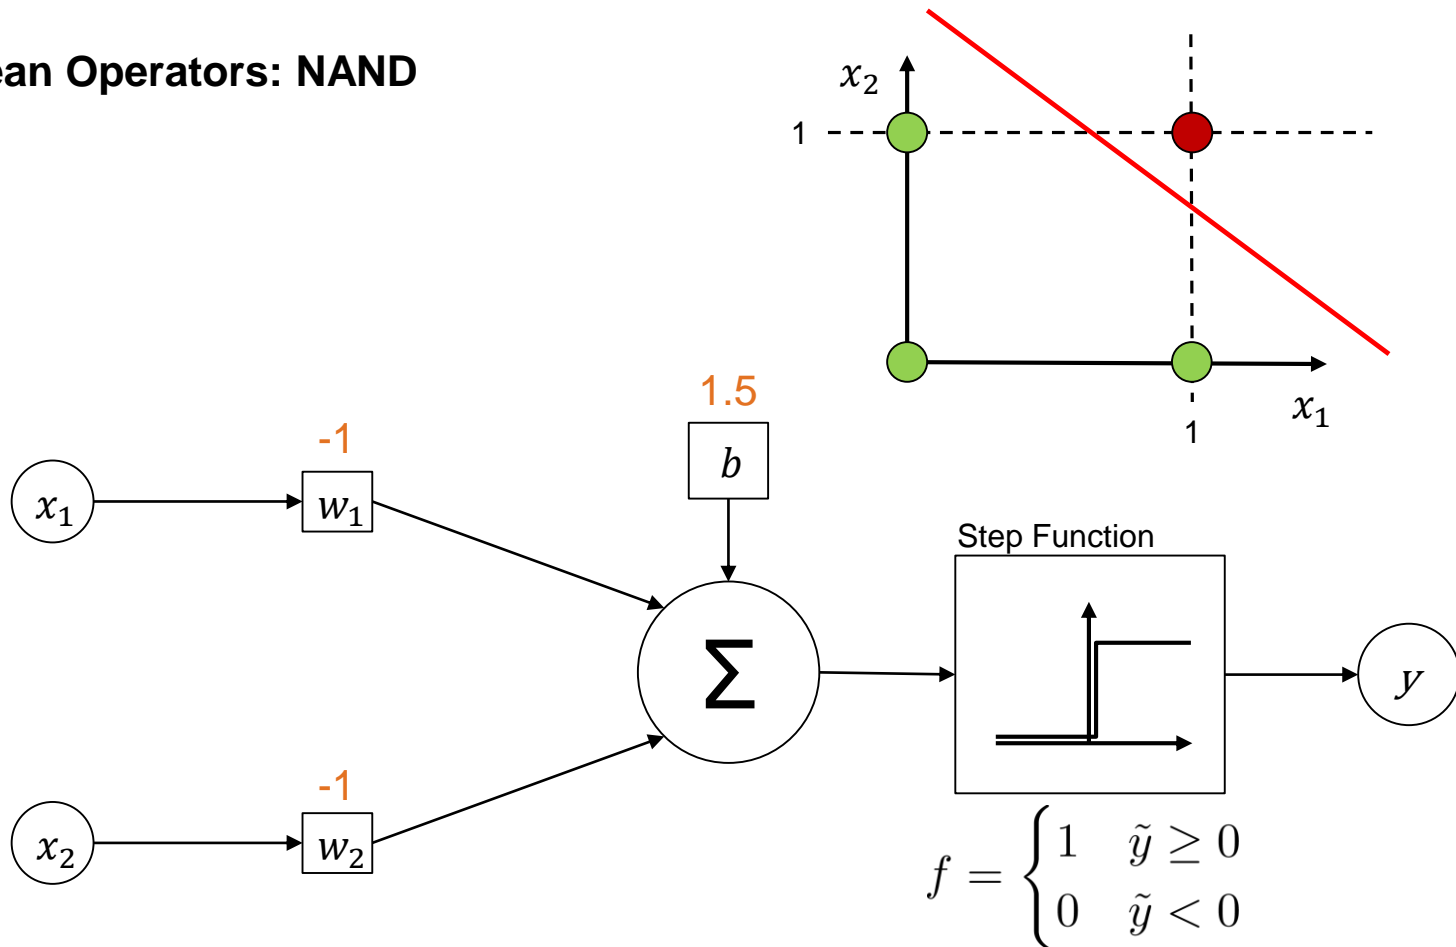 ean Operators: NAND
x₂
1
x₁
1
1.5
b
-1
x₁
w₁
Step Function
Σ
y
-1
x₂
w₂
f = { 1 ỹ ≥ 0
0 ỹ < 0